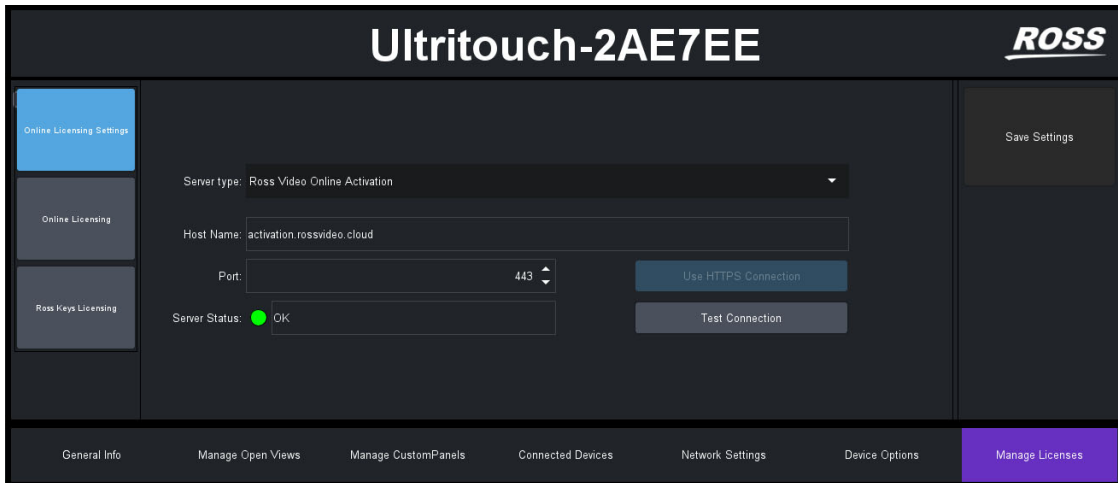 Ultritouch-2AE7EE
ROSS
Online Licensing Settings
Online Licensing
Ross Keys Licensing
Server type: Ross Video Online Activation
Host Name: activation.rossvideo.cloud
Port: 443
Use HTTPS Connection
Server Status: OK
Test Connection
Save Settings
General Info
Manage Open Views
Manage CustomPanels
Connected Devices
Network Settings
Device Options
Manage Licenses